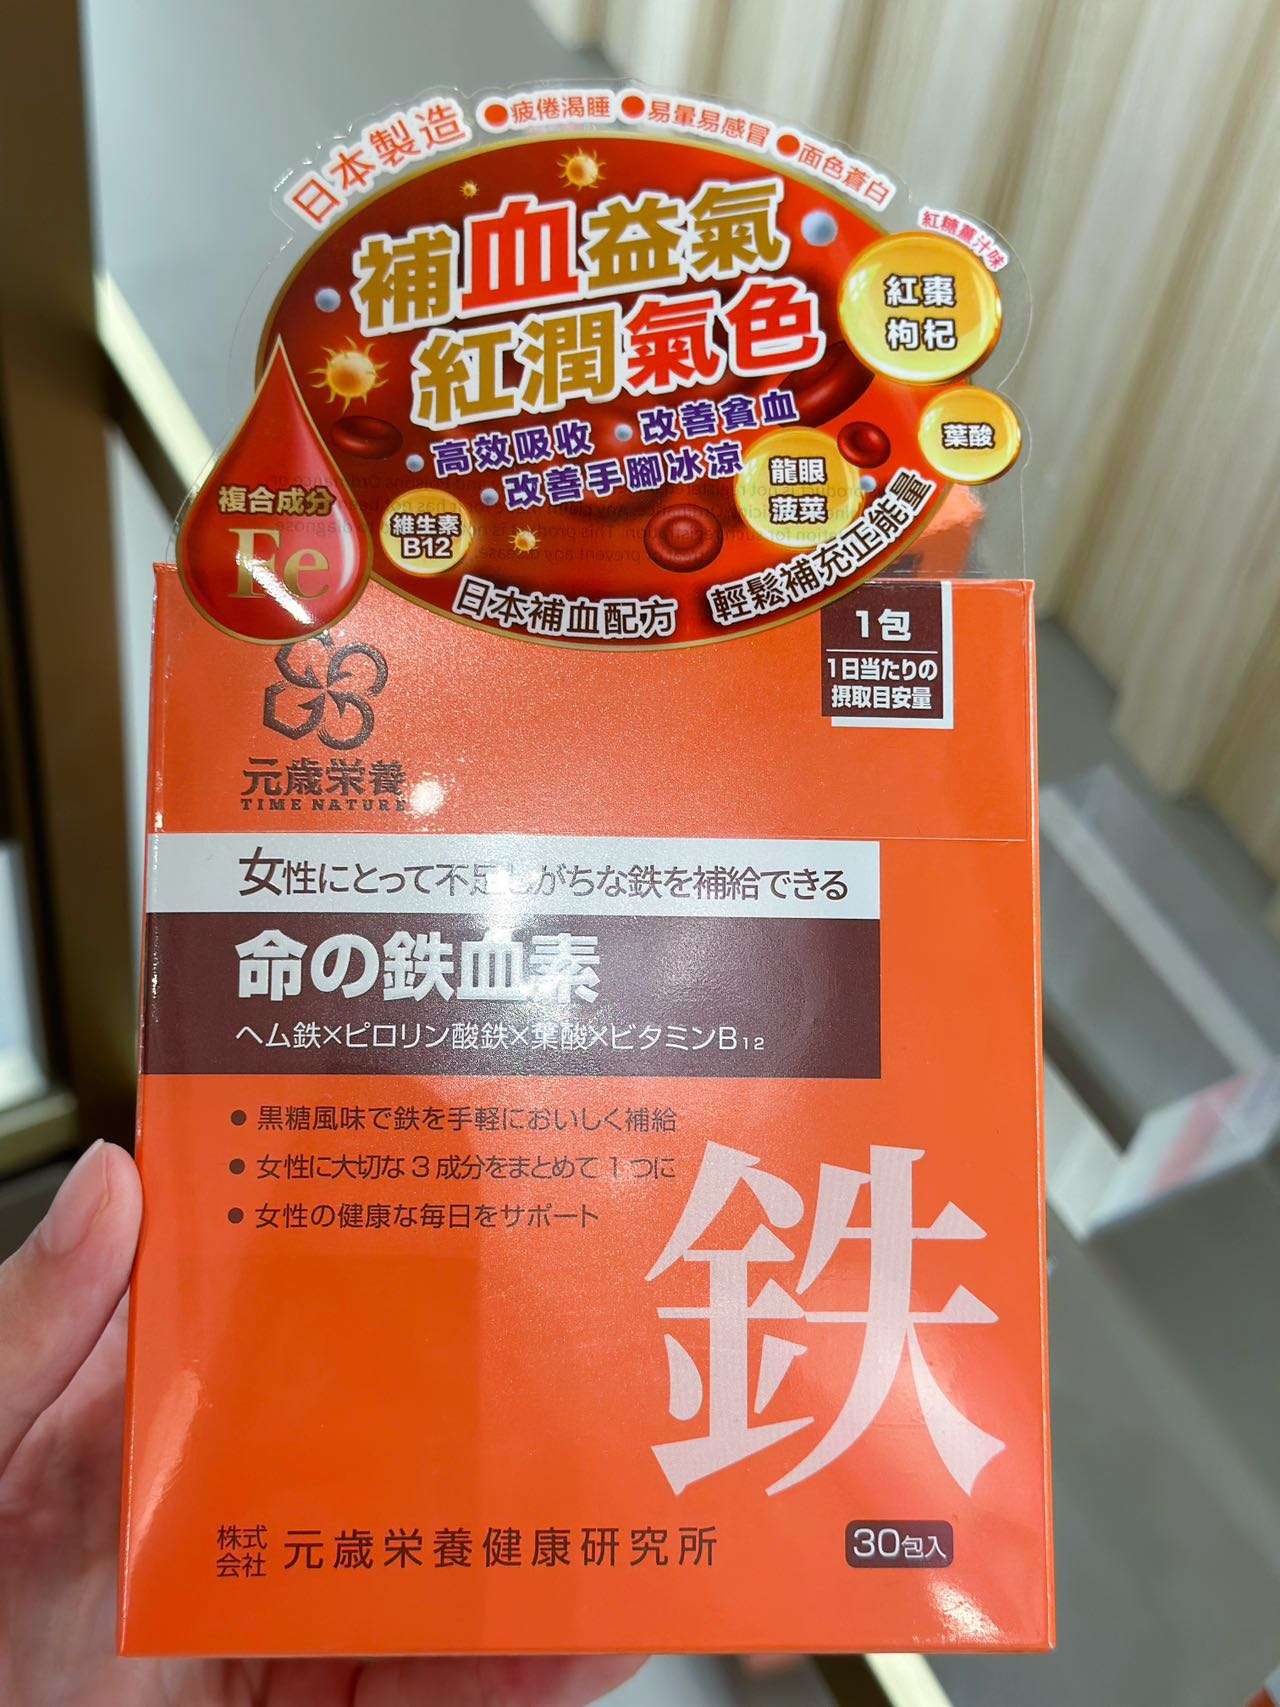 日本製造
●疲倦渴睡 ●易暈易感冒 ●面色蒼白
補血益氣
紅潤氣色
紅糖薑汁味
紅棗
枸杞
葉酸
高效吸收 改善貧血
改善手腳冰涼
龍眼
菠菜
維生素
B12
複合成分
Fe
日本補血配方 輕鬆補充正能量
1包
1日当たりの
摂取目安量
元歳栄養
TIME NATURE
女性にとって不足しがちな鉄を補給できる
命の鉄血素
ヘム鉄×ピロリン酸鉄×葉酸×ビタミンB12
● 黒糖風味で鉄を手軽においしく補給
● 女性に大切な3成分をまとめて1つに
● 女性の健康な毎日をサポート
鉄
株式会社 元歳栄養健康研究所
30包入